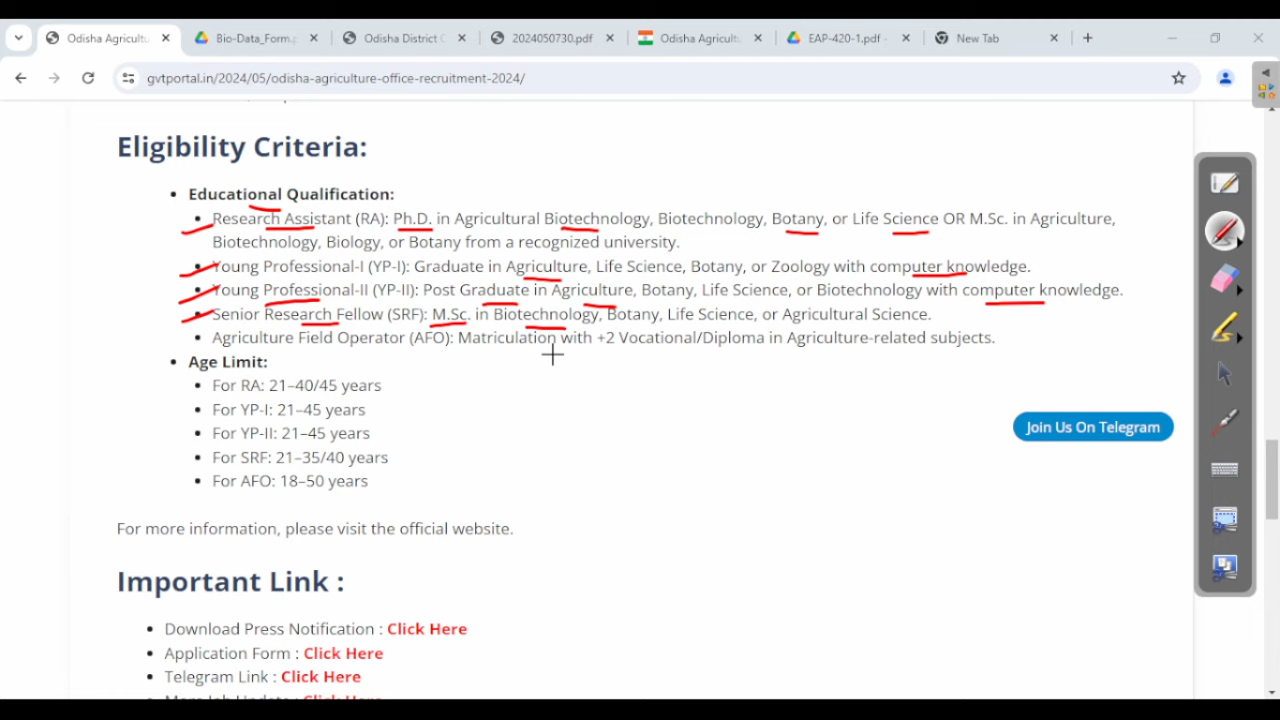 Odisha Agricultu
Bio-Data_Form.p
Odisha District C
2024050730.pdf
Odisha Agricultu
EAP-420-1.pdf -
New Tab
gvtportal.in/2024/05/odisha-agriculture-office-recruitment-2024/
Eligibility Criteria:
Educational Qualification:
Research Assistant (RA): Ph.D. in Agricultural Biotechnology, Biotechnology, Botany, or Life Science OR M.Sc. in Agriculture,
Biotechnology, Biology, or Botany from a recognized university.
Young Professional-I (YP-I): Graduate in Agriculture, Life Science, Botany, or Zoology with computer knowledge.
Young Professional-II (YP-II): Post Graduate in Agriculture, Botany, Life Science, or Biotechnology with computer knowledge.
Senior Research Fellow (SRF): M.Sc. in Biotechnology, Botany, Life Science, or Agricultural Science.
Agriculture Field Operator (AFO): Matriculation with +2 Vocational/Diploma in Agriculture-related subjects.
Age Limit:
For RA: 21–40/45 years
For YP-I: 21–45 years
For YP-II: 21–45 years
For SRF: 21–35/40 years
For AFO: 18–50 years
Join Us On Telegram
For more information, please visit the official website.
Important Link :
Download Press Notification : Click Here
Application Form : Click Here
Telegram Link : Click Here
More Job Update : Click Here